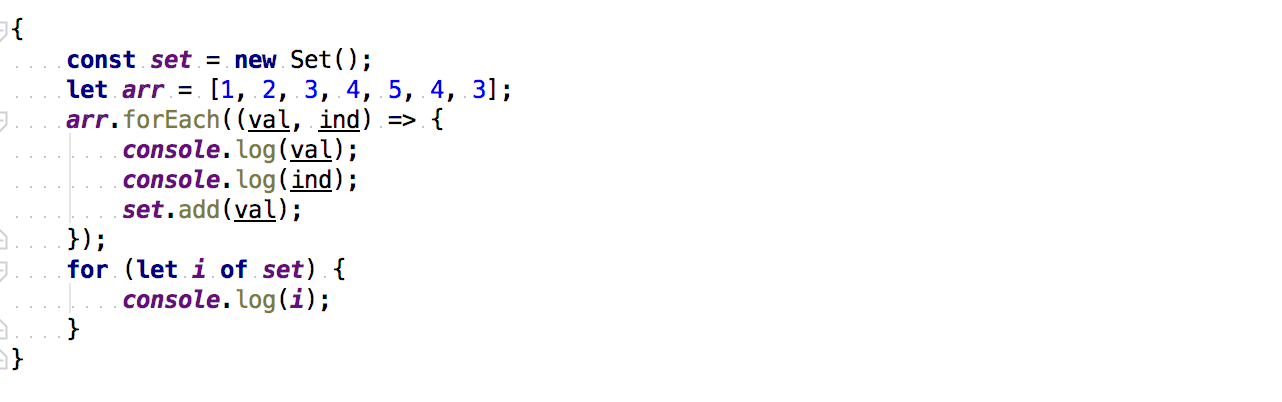 {
    const set = new Set();
    let arr = [1, 2, 3, 4, 5, 4, 3];
    arr.forEach((val, ind) => {
        console.log(val);
        console.log(ind);
        set.add(val);
    });
    for (let i of set) {
        console.log(i);
    }
}